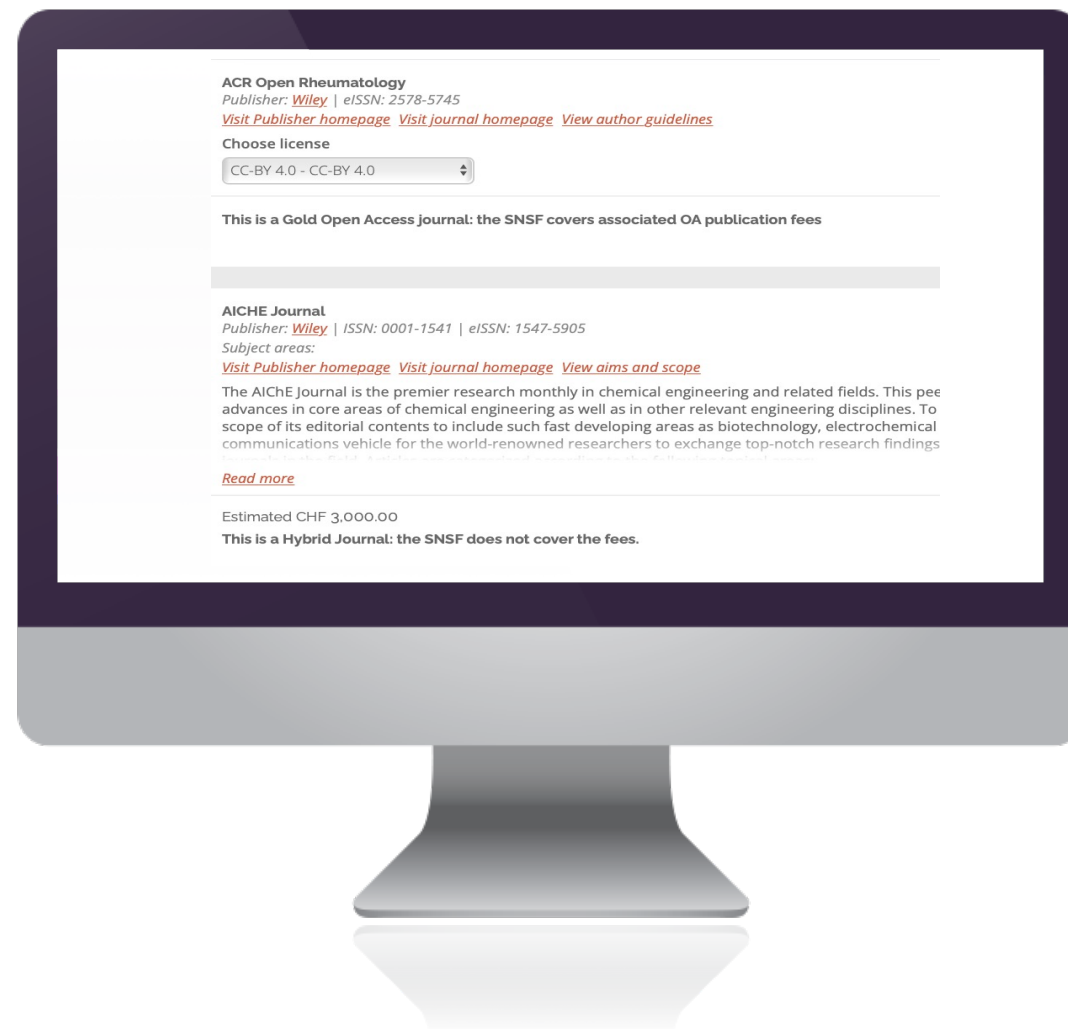 ACR Open Rheumatology
Publisher: Wiley | eISSN: 2578-5745
Visit Publisher homepage Visit journal homepage View author guidelines
Choose license
CC-BY 4.0 - CC-BY 4.0
This is a Gold Open Access journal: the SNSF covers associated OA publication fees
AICHE Journal
Publisher: Wiley | ISSN: 0001-1541 | eISSN: 1547-5905
Subject areas:
Visit Publisher homepage Visit journal homepage View aims and scope
The AIChE Journal is the premier research monthly in chemical engineering and related fields. This pee
advances in core areas of chemical engineering as well as in other relevant engineering disciplines. To
scope of its editorial contents to include such fast developing areas as biotechnology, electrochemical
communications vehicle for the world-renowned researchers to exchange top-notch research findings
Read more
Estimated CHF 3,000.00
This is a Hybrid Journal: the SNSF does not cover the fees.